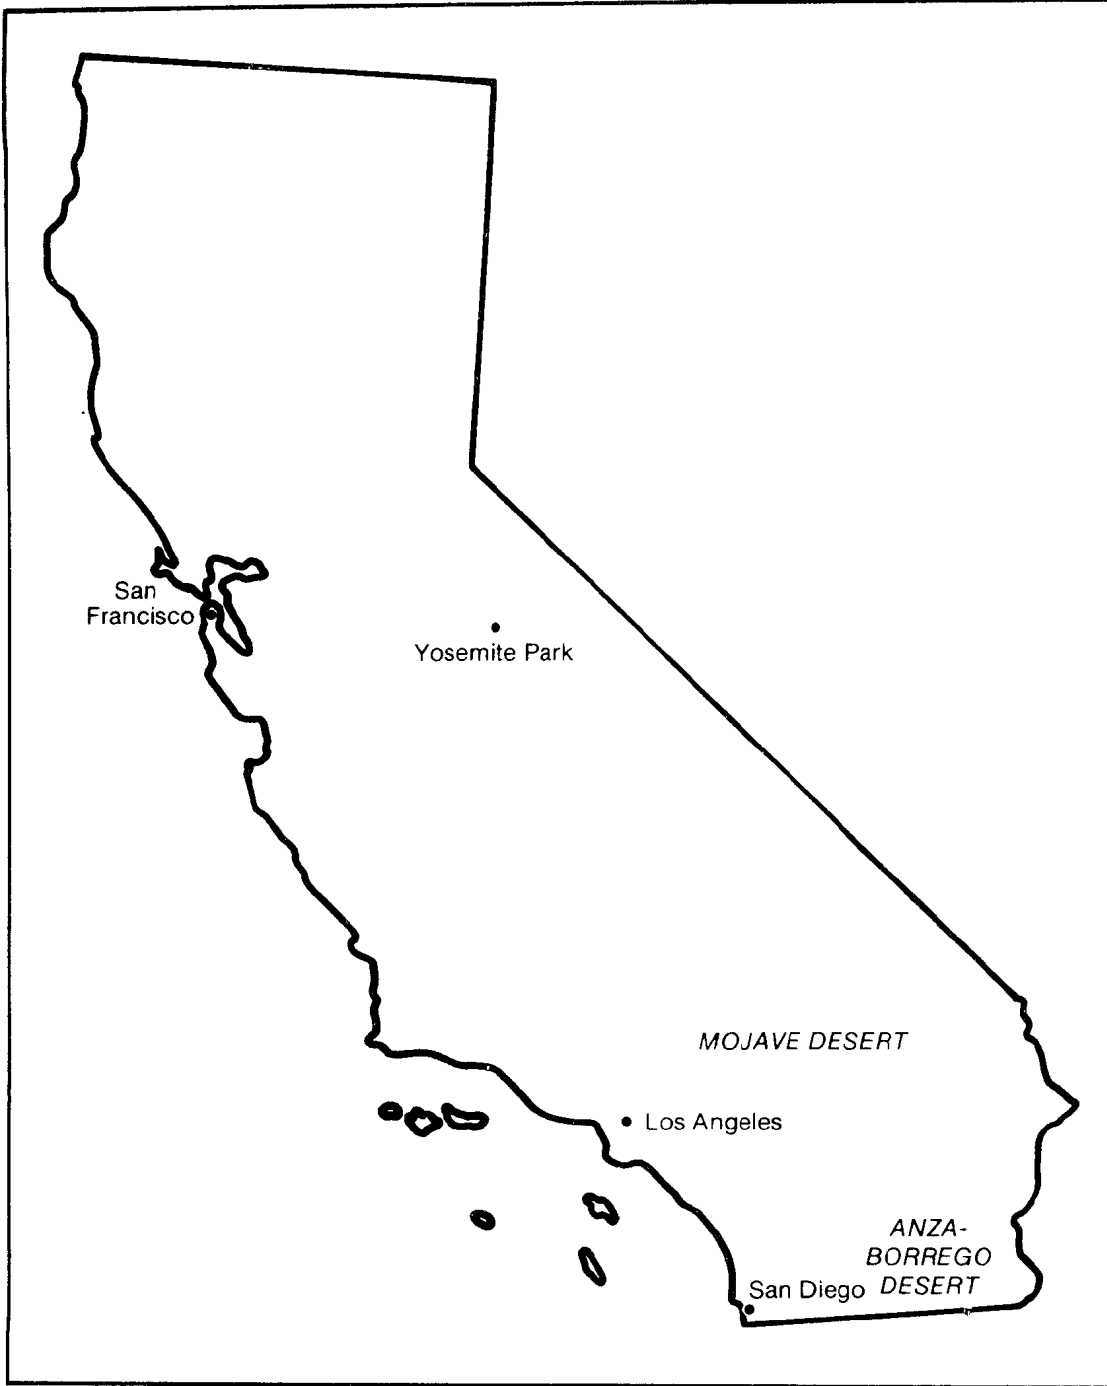 San
Francisco
Yosemite Park
MOJAVE DESERT
Los Angeles
ANZA-
BORREGO
DESERT
San Diego